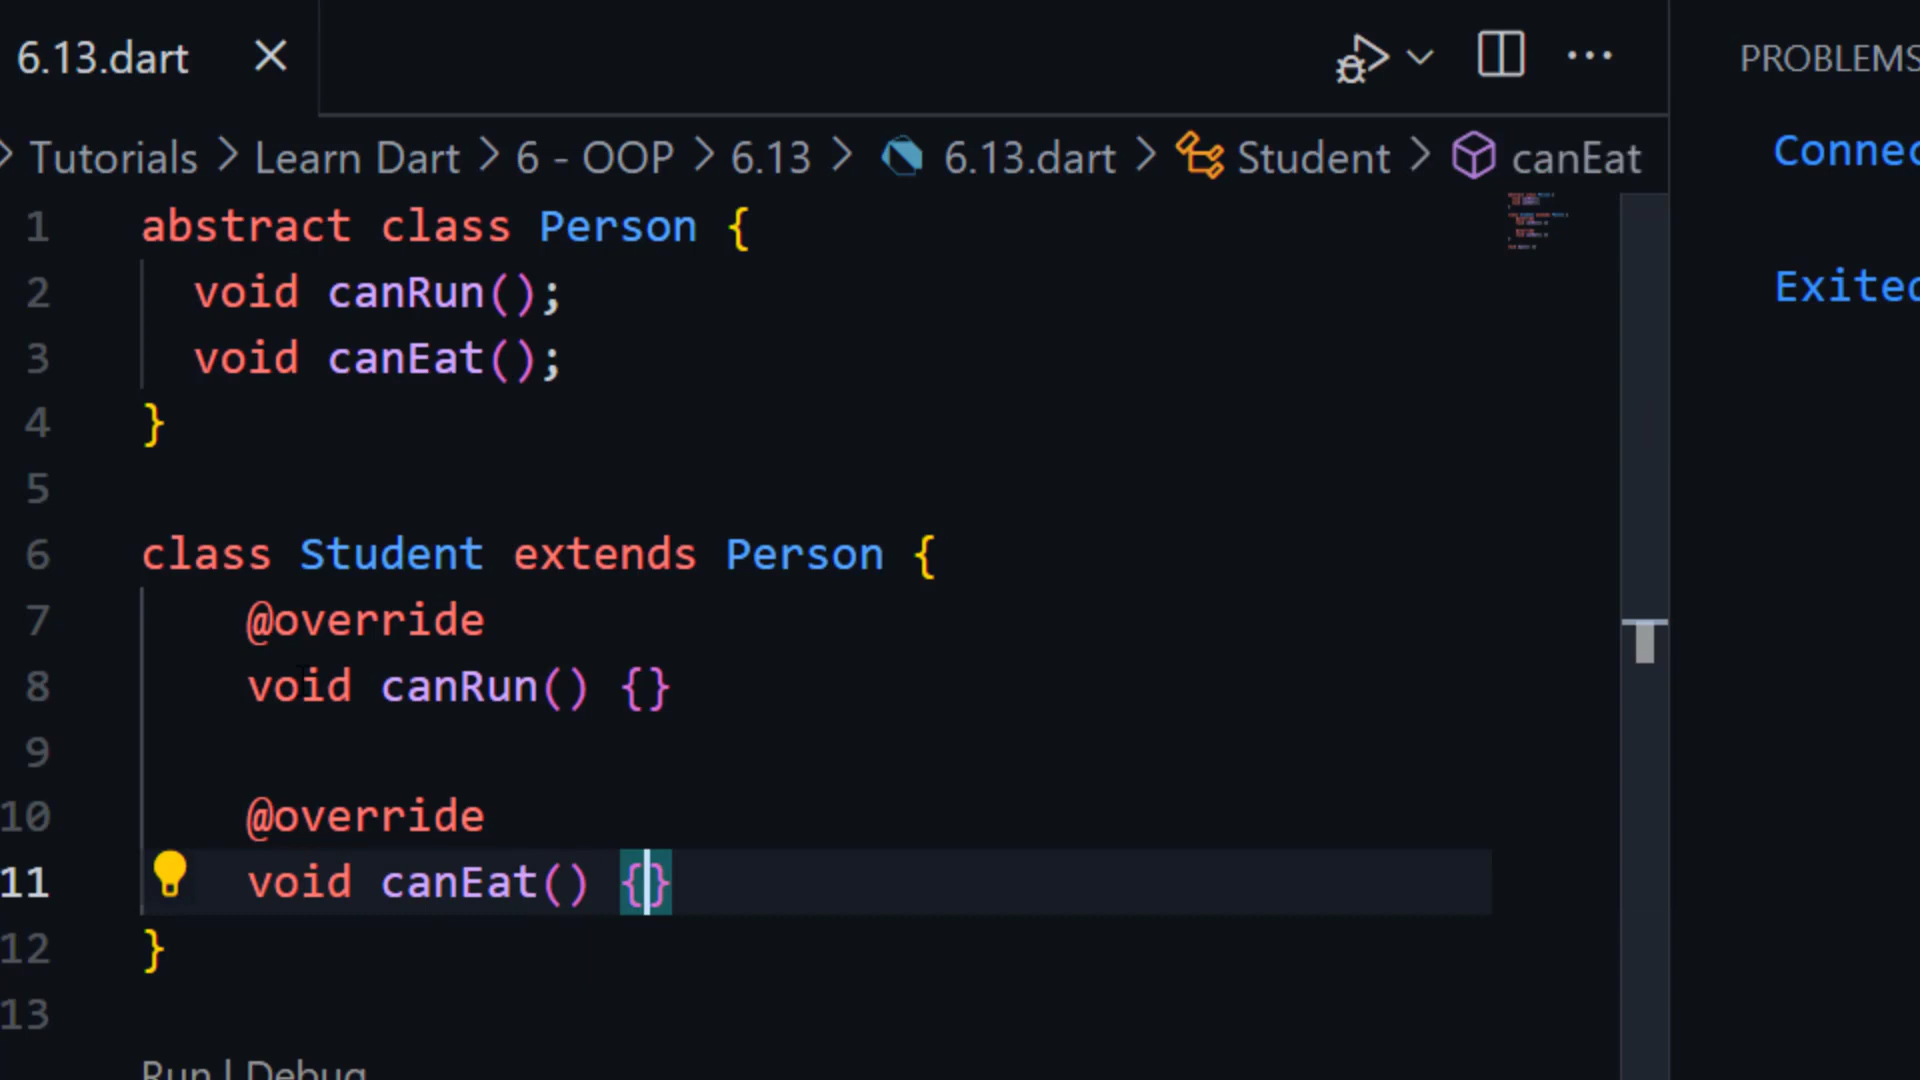 6.13.dart
PROBLEMS
Tutorials > Learn Dart > 6 - OOP > 6.13 > 6.13.dart > Student > canEat
1 abstract class Person {
2 void canRun();
3 void canEat();
4 }
5
6 class Student extends Person {
7 @override
8 void canRun() {}
9
10 @override
11 void canEat() {}
12 }
13
Run | Debug
Connec
Exited